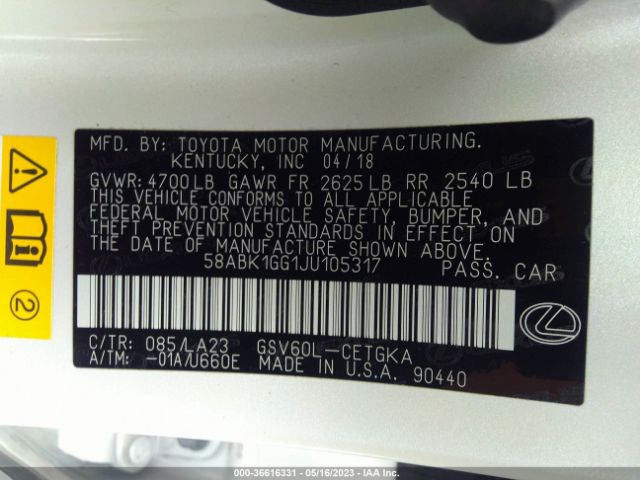 MFD. BY: TOYOTA MOTOR MANUFACTURING.
KENTUCKY, INC 04/18
GVWR: 4700 LB GAWR FR 2625 LB RR 2540 LB
THIS VEHICLE CONFORMS TO ALL APPLICABLE
FEDERAL MOTOR VEHICLE SAFETY, BUMPER, AND
THEFT PREVENTION STANDARDS IN EFFECT ON
THE DATE OF MANUFACTURE SHOWN ABOVE.
58ABK1GG1JU105317 PASS. CAR
C/TR: 085/LA23 GSV60L-CETGKA
A/TM: -01A/U660E MADE IN U.S.A. 90440
2
000-36616331 - 05/16/2023 - IAA Inc.